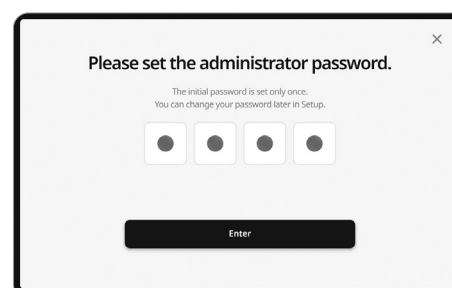 Please set the administrator password.
The initial password is set only once.
You can change your password later in Setup.
Enter